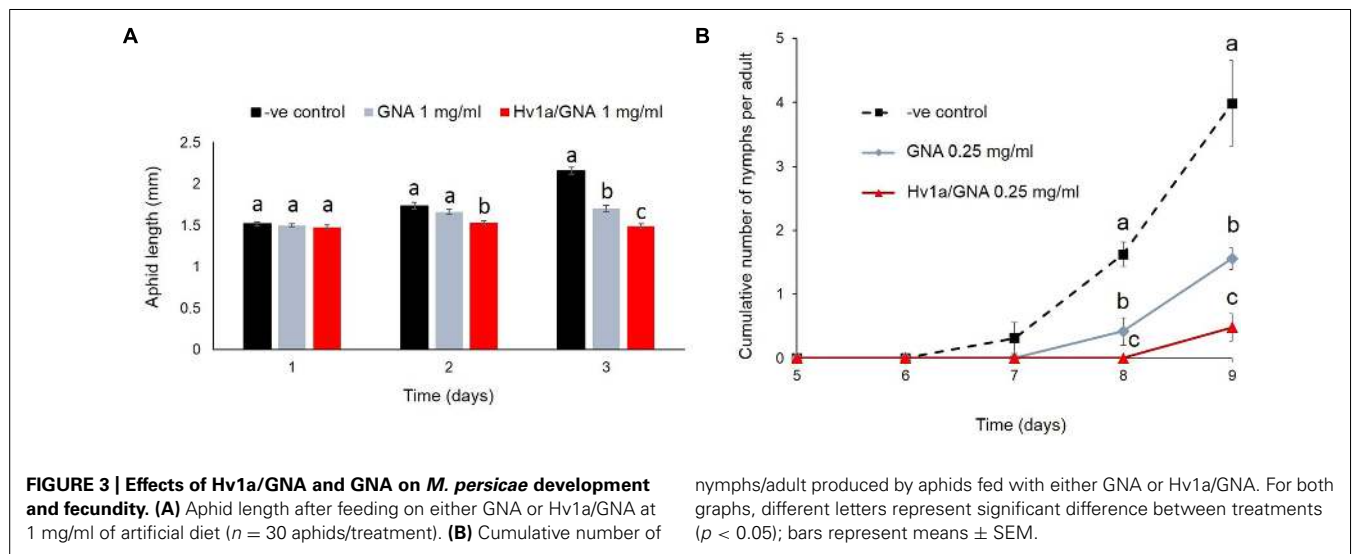 A
-ve control GNA 1 mg/ml Hv1a/GNA 1 mg/ml
2.5
2
1.5
1
0.5
0
Aphid length (mm)
a a a
a a b
a b c
1 2 3
Time (days)
B
5
4
3
2
1
0
Cumulative number of nymphs per adult
-ve control
GNA 0.25 mg/ml
Hv1a/GNA 0.25 mg/ml
a
a
b
b
c
c
5 6 7 8 9
Time (days)
FIGURE 3 | Effects of Hv1a/GNA and GNA on M. persicae development
and fecundity. (A) Aphid length after feeding on either GNA or Hv1a/GNA at
1 mg/ml of artificial diet (n = 30 aphids/treatment). (B) Cumulative number of
nymphs/adult produced by aphids fed with either GNA or Hv1a/GNA. For both
graphs, different letters represent significant difference between treatments
(p < 0.05); bars represent means ± SEM.